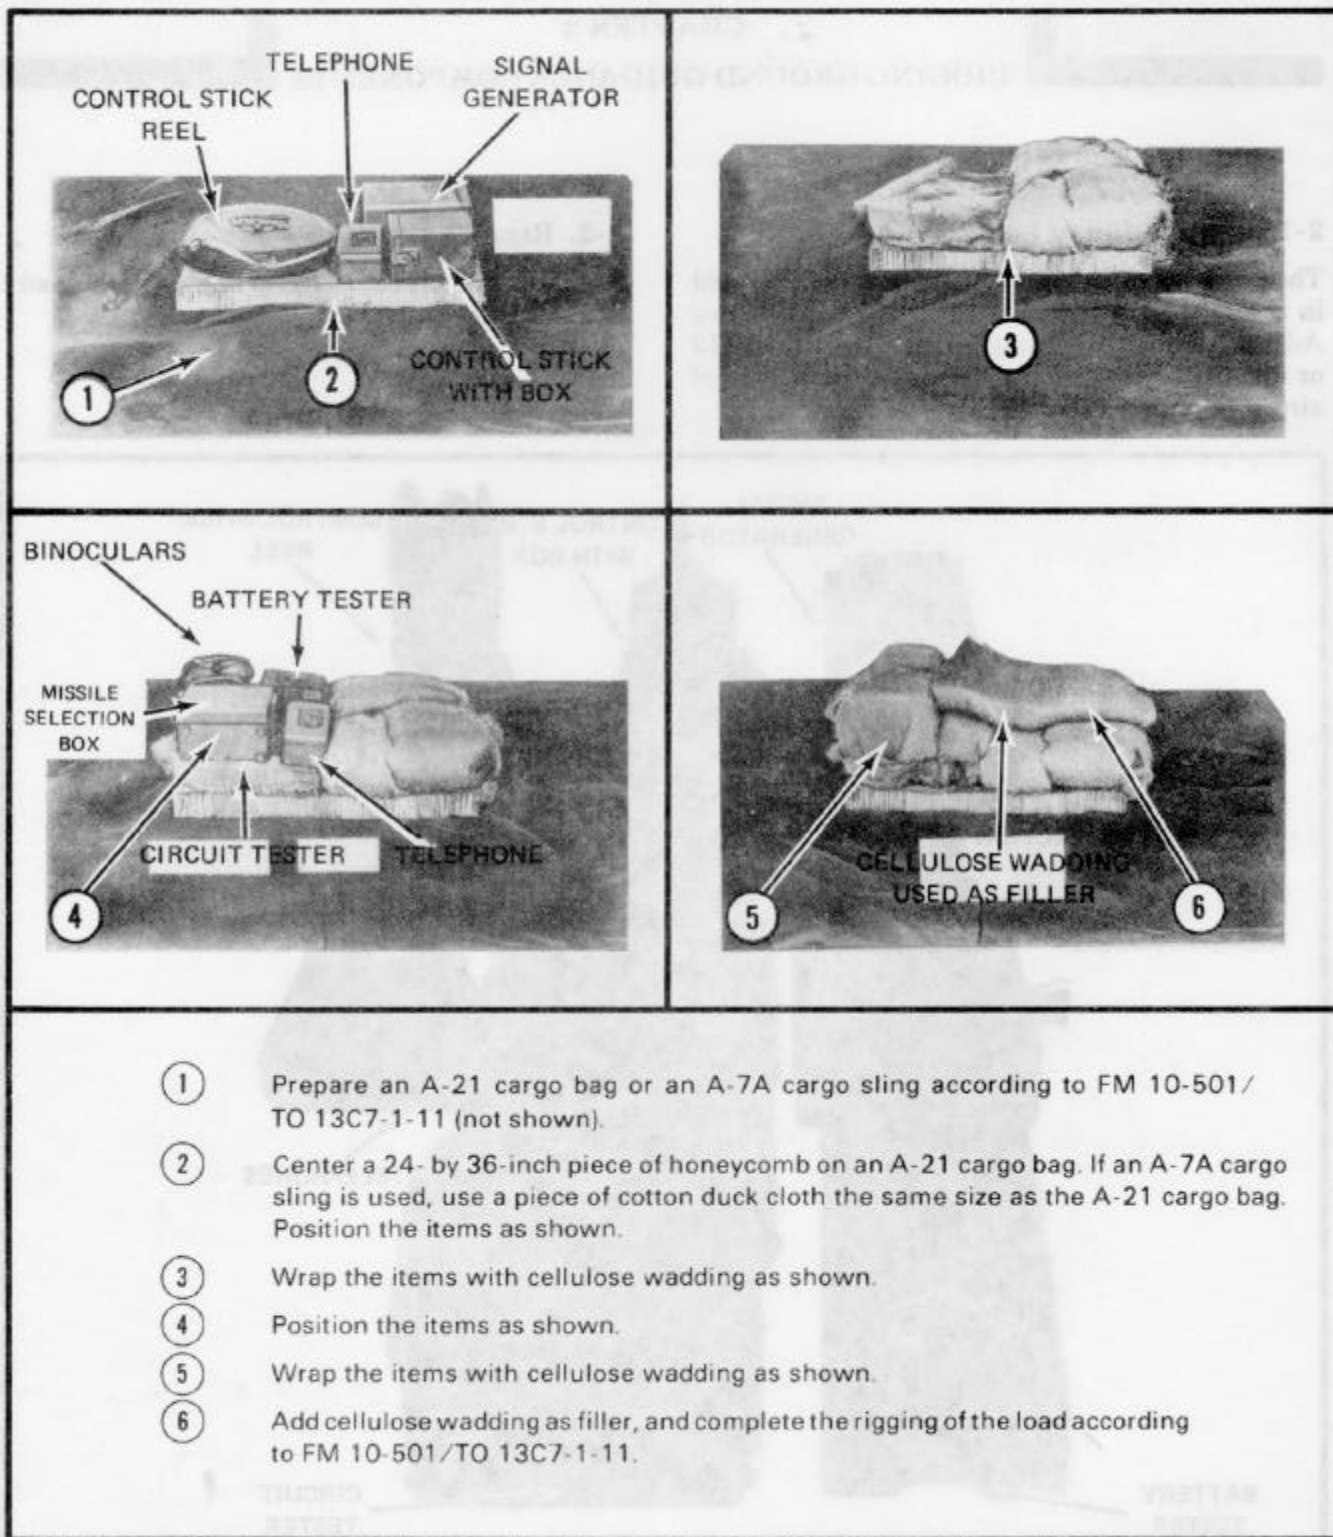 TELEPHONE
SIGNAL
GENERATOR
CONTROL STICK
REEL
CONTROL STICK
WITH BOX
1
2
3
BINOCULARS
BATTERY TESTER
MISSILE
SELECTION
BOX
CIRCUIT TESTER
TELEPHONE
4
CELLULOSE WADDING
USED AS FILLER
5
6
1 Prepare an A-21 cargo bag or an A-7A cargo sling according to FM 10-501/
TO 13C7-1-11 (not shown).
2 Center a 24- by 36-inch piece of honeycomb on an A-21 cargo bag. If an A-7A cargo
sling is used, use a piece of cotton duck cloth the same size as the A-21 cargo bag.
Position the items as shown.
3 Wrap the items with cellulose wadding as shown.
4 Position the items as shown.
5 Wrap the items with cellulose wadding as shown.
6 Add cellulose wadding as filler, and complete the rigging of the load according
to FM 10-501/TO 13C7-1-11.